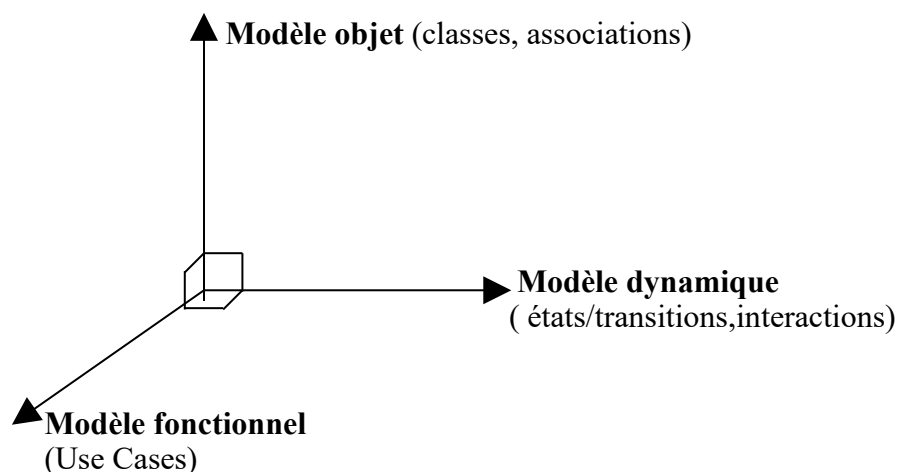 Modèle objet (classes, associations)
Modèle dynamique
( états/transitions,interactions)
Modèle fonctionnel
(Use Cases)